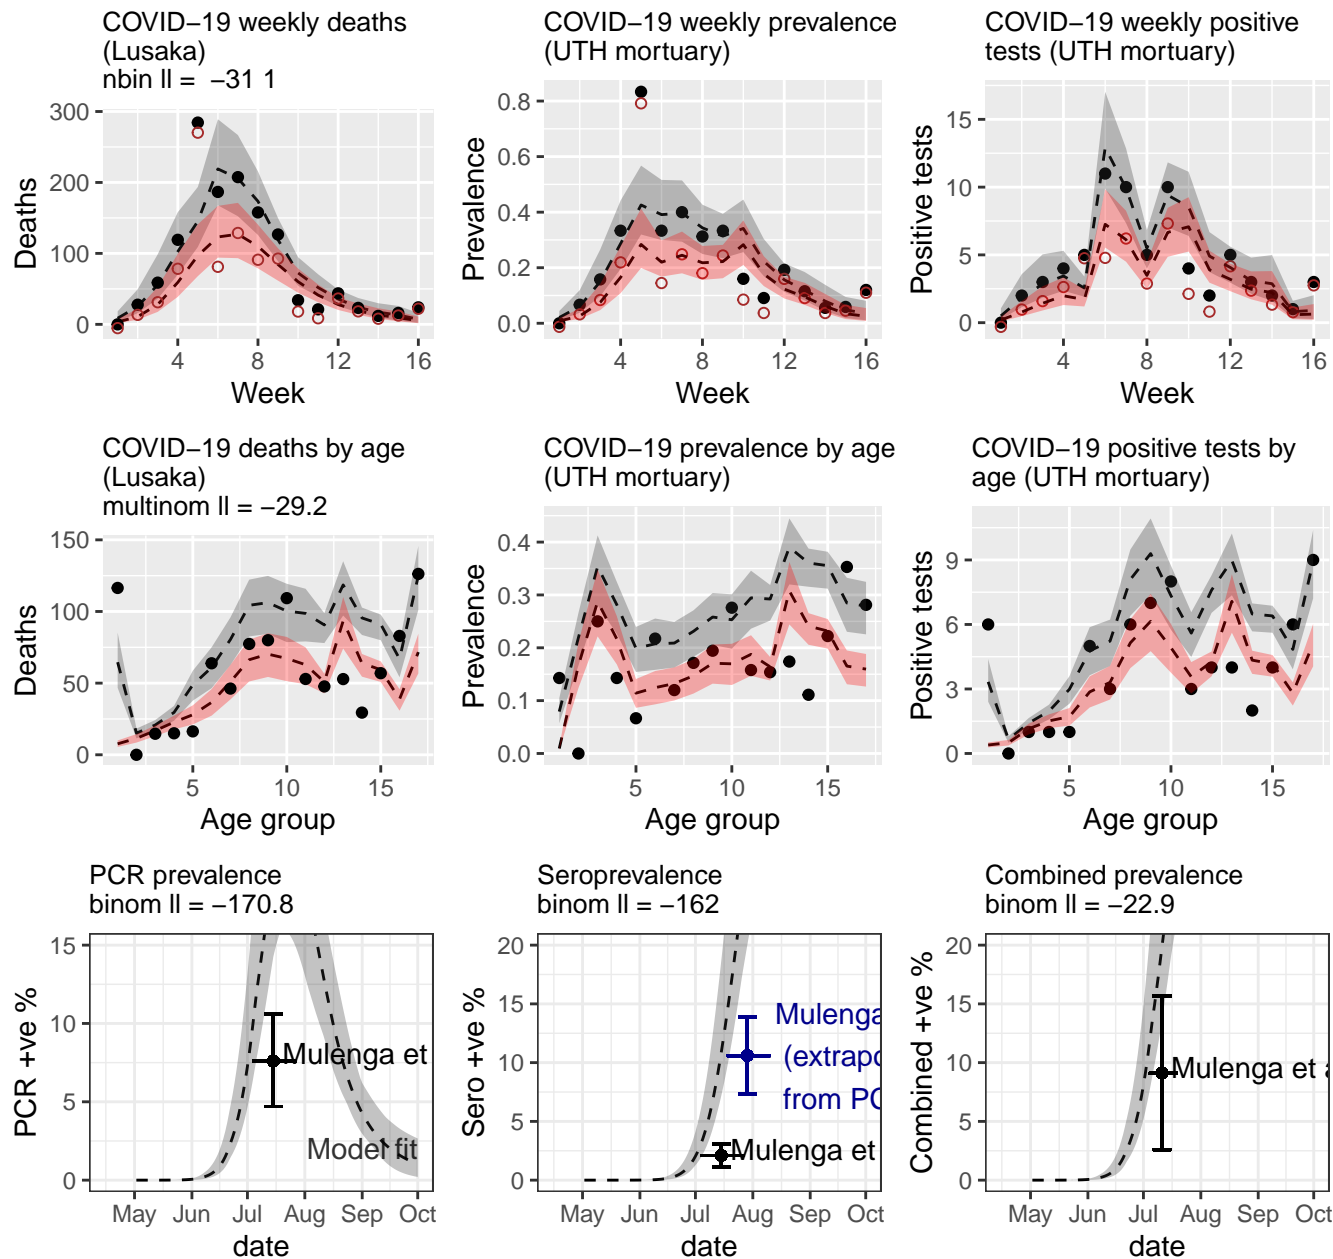 COVID−19 weekly deaths
(Lusaka)
nbin ll =  −31 1
COVID−19 weekly prevalence
(UTH mortuary)
COVID−19 weekly positive
tests (UTH mortuary)
Deaths
300
200
100
0
4
8
12
16
Week
Prevalence
0.8
0.6
0.4
0.2
0.0
4
8
12
16
Week
Positive tests
15
10
5
0
4
8
12
16
Week
COVID−19 deaths by age
(Lusaka)
multinom ll = −29.2
COVID−19 prevalence by age
(UTH mortuary)
COVID−19 positive tests by
age (UTH mortuary)
Deaths
150
100
50
0
5
10
15
Age group
Prevalence
0.4
0.3
0.2
0.1
0.0
5
10
15
Age group
Positive tests
9
6
3
0
5
10
15
Age group
PCR prevalence
binom ll = −170.8
Seroprevalence
binom ll = −162
Combined prevalence
binom ll = −22.9
PCR +ve %
15
10
5
0
Mulenga et
Model fit
May
Jun
Jul
Aug
Sep
Oct
date
Sero +ve %
20
15
10
5
0
Mulenga
(extrapo
from PC
Mulenga et
May
Jun
Jul
Aug
Sep
Oct
date
Combined +ve %
20
15
10
5
0
Mulenga et a
May
Jun
Jul
Aug
Sep
Oct
date